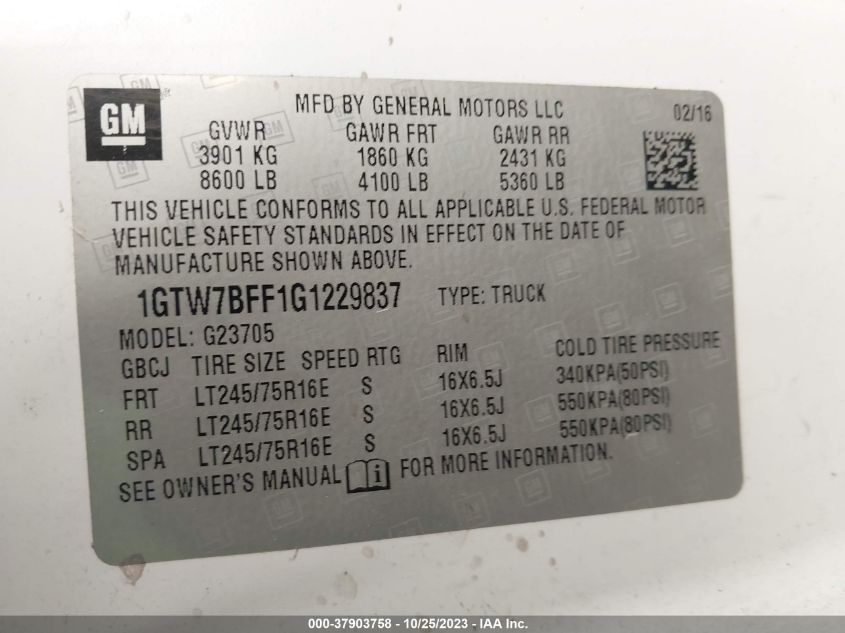 GM
MFD BY GENERAL MOTORS LLC
02/16
GVWR GAWR FRT GAWR RR
3901 KG 1860 KG 2431 KG
8600 LB 4100 LB 5360 LB
THIS VEHICLE CONFORMS TO ALL APPLICABLE U.S. FEDERAL MOTOR
VEHICLE SAFETY STANDARDS IN EFFECT ON THE DATE OF
MANUFACTURE SHOWN ABOVE.
1GTW7BFF1G1229837 TYPE: TRUCK
MODEL: G23705
GBCJ TIRE SIZE SPEED RTG RIM COLD TIRE PRESSURE
FRT LT245/75R16E S 16X6.5J 340KPA(50PSI)
RR LT245/75R16E S 16X6.5J 550KPA(80PSI)
SPA LT245/75R16E S 16X6.5J 550KPA(80PSI)
SEE OWNER'S MANUAL i FOR MORE INFORMATION.
000-37903758 - 10/25/2023 - IAA, Inc.